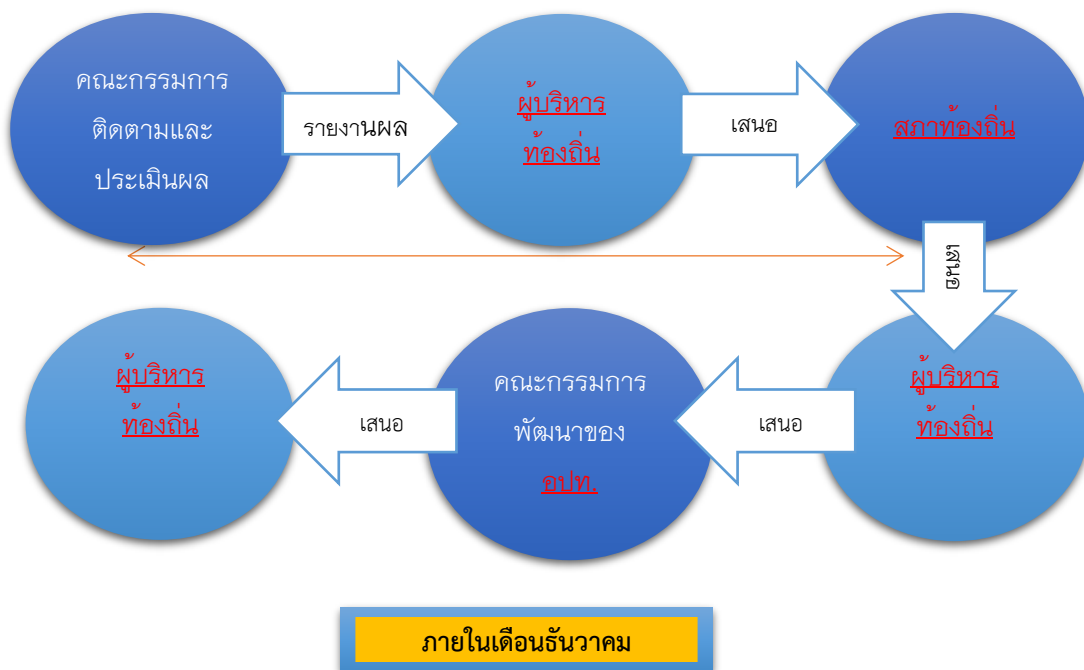 คณะกรรมการ
ติดตามและ
ประเมินผล
รายงานผล
ผู้บริหาร
ท้องถิ่น
เสนอ
สภาท้องถิ่น
เสนอ
ผู้บริหาร
ท้องถิ่น
เสนอ
คณะกรรมการ
พัฒนาของ
อปท.
เสนอ
ผู้บริหาร
ท้องถิ่น
ภายในเดือนธันวาคม